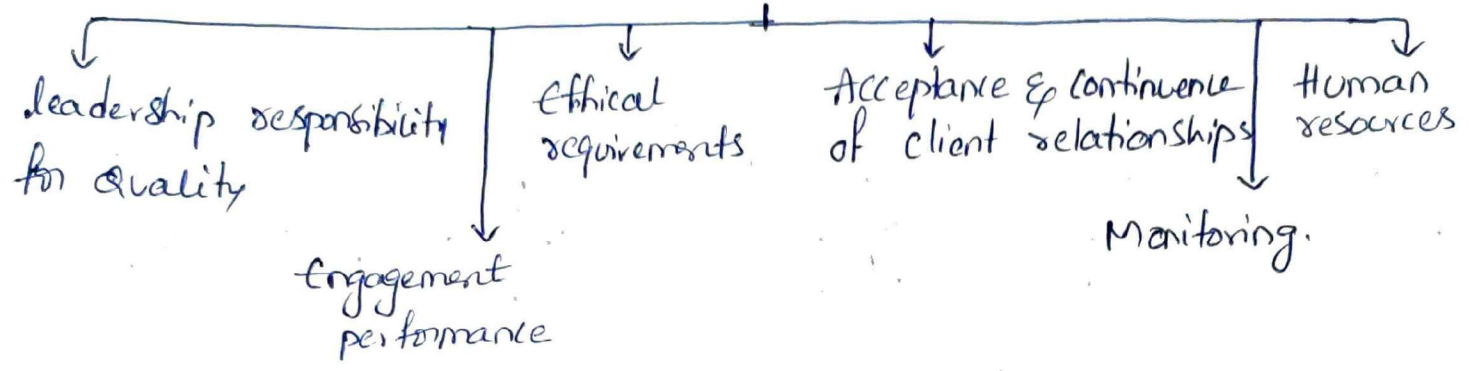 leadership responsibility
for Quality
Engagement
performance
Ethical
requirements
Acceptance & Continuence
of client relationships
Monitoring.
Human
resources